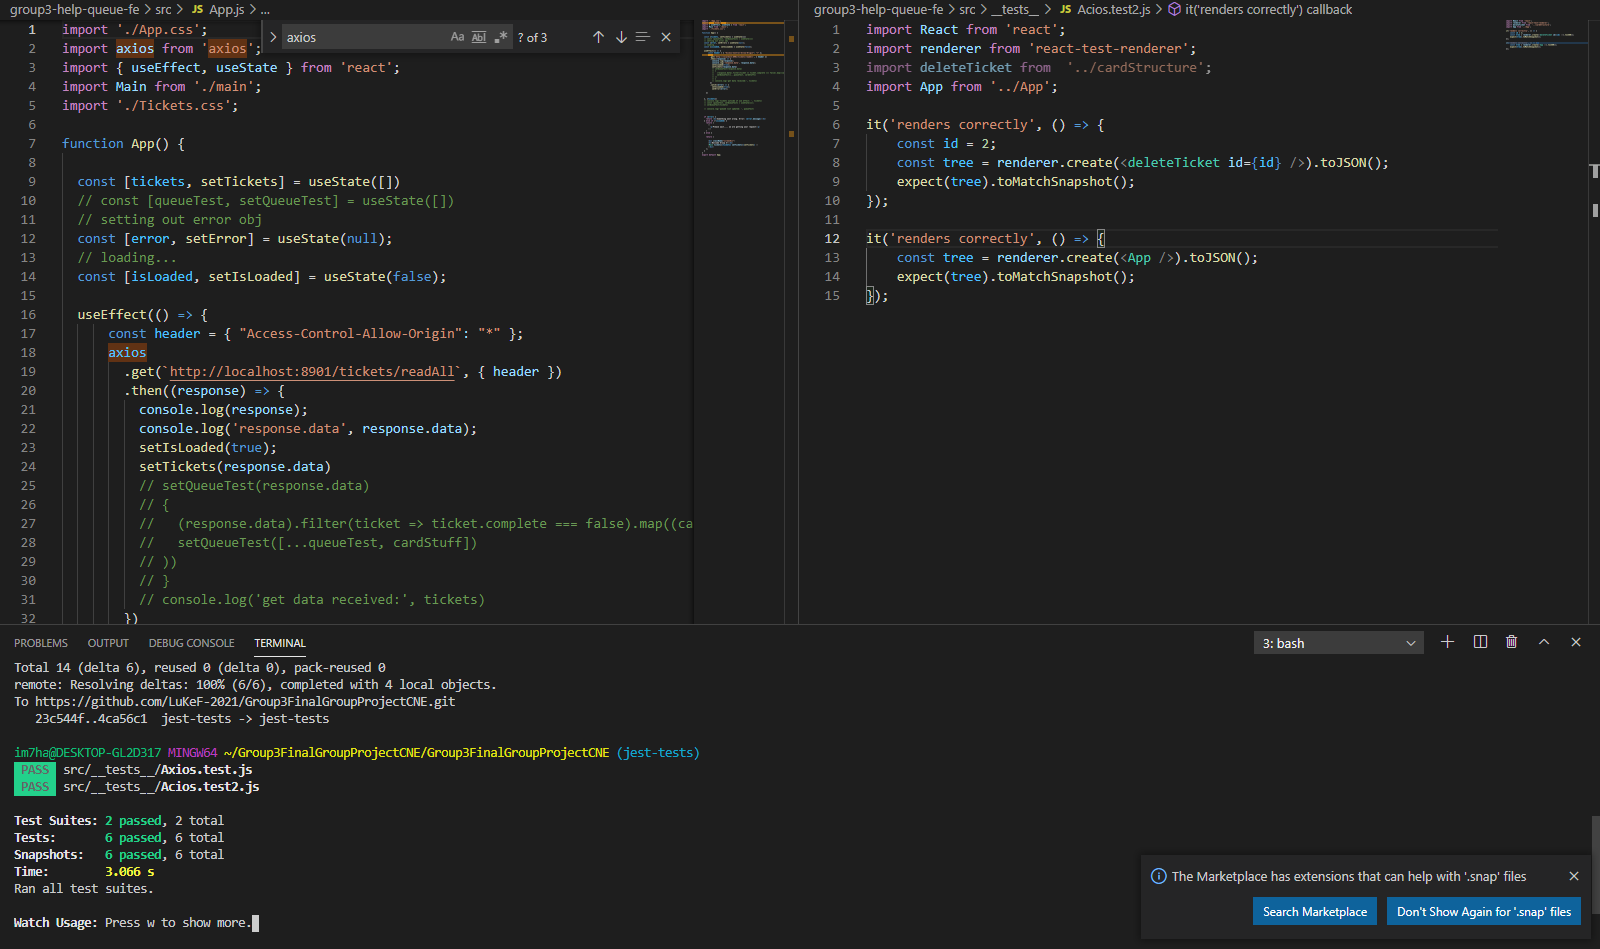 group3-help-queue-fe > src > JS App.js > ...
axios
Aa
Abl
.*
? of 3
1 import './App.css';
2 import axios from 'axios';
3 import { useEffect, useState } from 'react';
4 import Main from './main';
5 import './Tickets.css';
6
7 function App() {
8
9 const [tickets, setTickets] = useState([])
10 // const [queueTest, setQueueTest] = useState([])
11 // setting out error obj
12 const [error, setError] = useState(null);
13 // loading...
14 const [isLoaded, setIsLoaded] = useState(false);
15
16 useEffect(() => {
17 const header = { "Access-Control-Allow-Origin": "*" };
18 axios
19 .get(`http://localhost:8901/tickets/readAll`, { header })
20 .then((response) => {
21 console.log(response);
22 console.log('response.data', response.data);
23 setIsLoaded(true);
24 setTickets(response.data)
25 // setQueueTest(response.data)
26 // {
27 // (response.data).filter(ticket => ticket.complete === false).map((ca
28 // setQueueTest([...queueTest, cardStuff])
29 // ))
30 // }
31 // console.log('get data received:', tickets)
32 })
group3-help-queue-fe > src > __tests__ > JS Acios.test2.js > it('renders correctly') callback
1 import React from 'react';
2 import renderer from 'react-test-renderer';
3 import deleteTicket from '../cardStructure';
4 import App from '../App';
5
6 it('renders correctly', () => {
7 const id = 2;
8 const tree = renderer.create(<deleteTicket id={id} />).toJSON();
9 expect(tree).toMatchSnapshot();
10 });
11
12 it('renders correctly', () => {
13 const tree = renderer.create(<App />).toJSON();
14 expect(tree).toMatchSnapshot();
15 });
PROBLEMS OUTPUT DEBUG CONSOLE TERMINAL
3: bash
Total 14 (delta 6), reused 0 (delta 0), pack-reused 0
remote: Resolving deltas: 100% (6/6), completed with 4 local objects.
To https://github.com/LuKeF-2021/Group3FinalGroupProjectCNE.git
23c544f..4ca56c1 jest-tests -> jest-tests
im7ha@DESKTOP-GL2D317 MINGW64 ~/Group3FinalGroupProjectCNE/Group3FinalGroupProjectCNE (jest-tests)
PASS src/__tests__/Axios.test.js
PASS src/__tests__/Acios.test2.js
Test Suites: 2 passed, 2 total
Tests: 6 passed, 6 total
Snapshots: 6 passed, 6 total
Time: 3.066 s
Ran all test suites.
Watch Usage: Press w to show more.
The Marketplace has extensions that can help with '.snap' files
Search Marketplace
Don't Show Again for '.snap' files